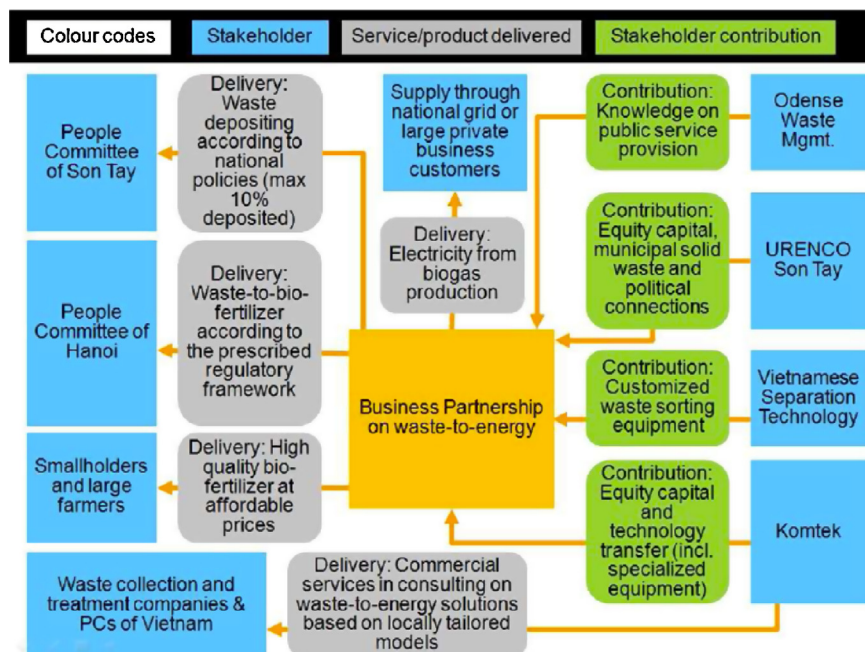 Colour codes
Stakeholder
Service/product delivered
Stakeholder contribution
People
Committee
of Son Tay
Delivery:
Waste
depositing
according to
national
policies (max
10%
deposited)
Supply through
national grid or
large private
business
customers
Contribution:
Knowledge on
public service
provision
Odense
Waste
Mgmt.
People
Committee of
Hanoi
Delivery:
Waste-to-bio-
fertilizer
according to
the prescribed
regulatory
framework
Delivery:
Electricity from
biogas
production
Contribution:
Equity capital,
municipal solid
waste and
political
connections
URENCO
Son Tay
Business Partnership
on waste-to-energy
Contribution:
Customized
waste sorting
equipment
Vietnamese
Separation
Technology
Smallholders
and large
farmers
Delivery: High
quality bio-
fertilizer at
affordable
prices
Contribution:
Equity capital
and
technology
transfer (incl.
specialized
equipment)
Komtek
Waste collection and
treatment companies &
PCs of Vietnam
Delivery: Commercial
services in consulting on
waste-to-energy solutions
based on locally tailored
models